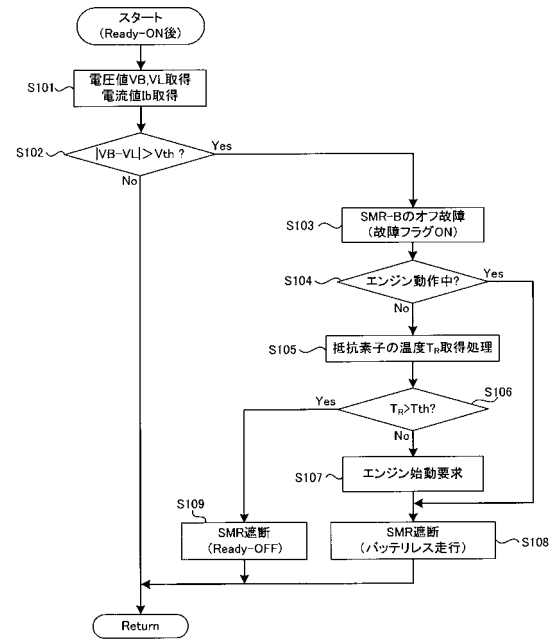 スタート
(Ready-ON後)
S101
電圧値VB,VL取得
電流値Ib取得
S102
|VB-VL|>Vth ?
Yes
No
S103
SMR-Bのオフ故障
(故障フラグON)
S104
エンジン動作中?
Yes
No
S105
抵抗素子の温度TR取得処理
S106
TR>Tth?
Yes
No
S107
エンジン始動要求
S109
SMR遮断
(Ready-OFF)
SMR遮断
(バッテリレス走行)
S108
Return